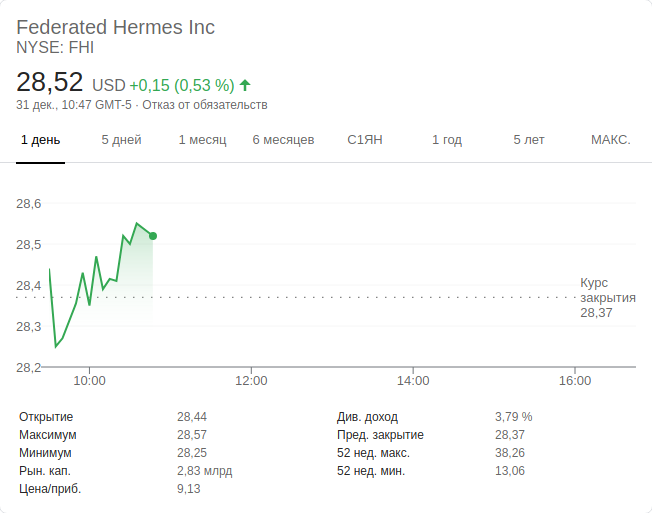 Federated Hermes Inc
NYSE: FHI
28,52 USD +0,15 (0,53 %)
31 дек., 10:47 GMT-5 · Отказ от обязательств
1 день 5 дней 1 месяц 6 месяцев С1ЯН 1 год 5 лет МАКС.
28,6
28,5
28,4
28,3
28,2
Курс
закрытия
28,37
10:00 12:00 14:00 16:00
Открытие 28,44
Максимум 28,57
Минимум 28,25
Рын. кап. 2,83 млрд
Цена/приб. 9,13
Див. доход 3,79 %
Пред. закрытие 28,37
52 нед. макс. 38,26
52 нед. мин. 13,06